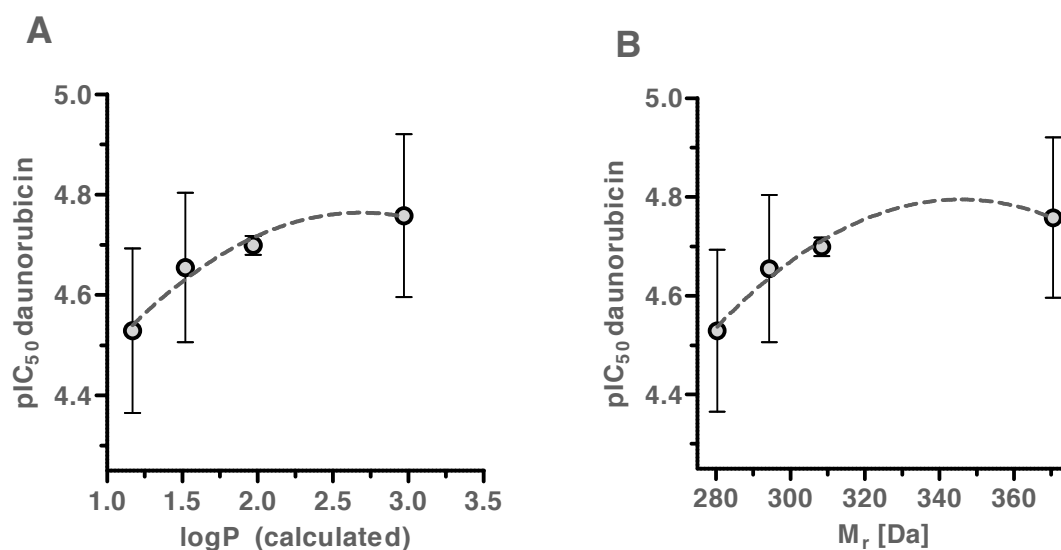 A
pIC50 daunorubicin
5.0
4.8
4.6
4.4
1.0 1.5 2.0 2.5 3.0 3.5
logP (calculated)
B
pIC50 daunorubicin
5.0
4.8
4.6
4.4
280 300 320 340 360
Mr [Da]